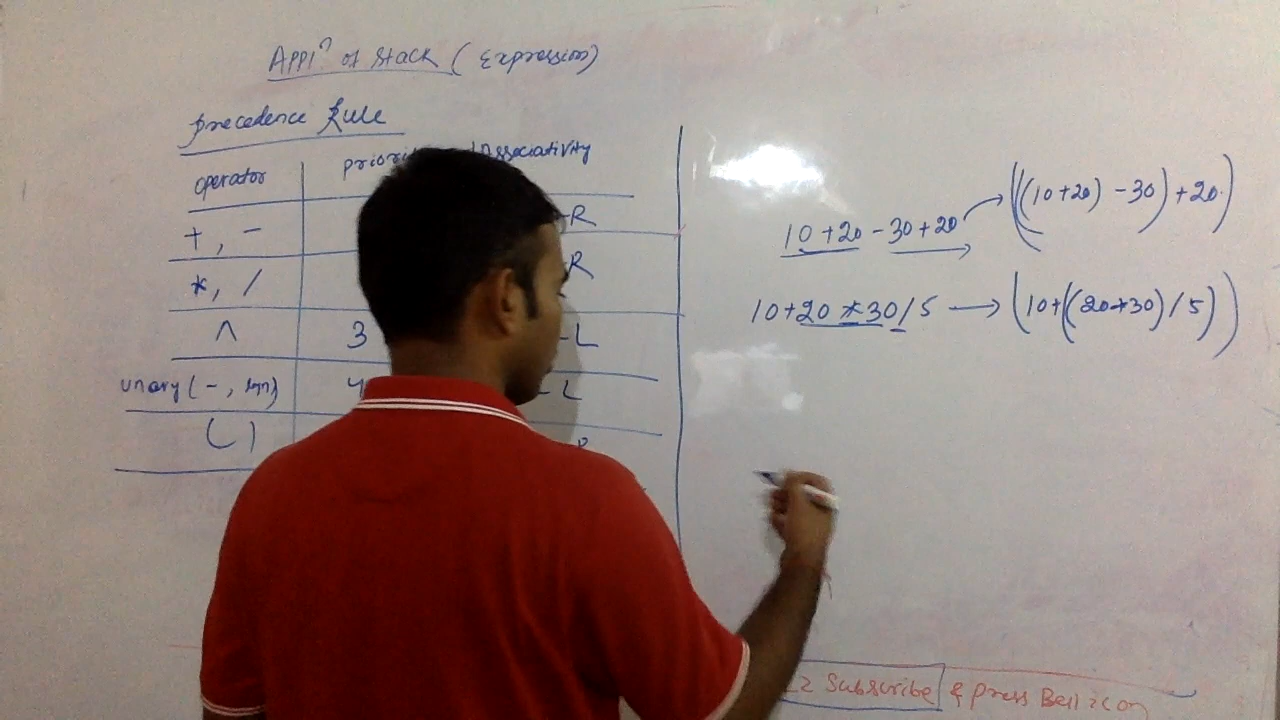 Appl^n of stack ( Expression)
Precedence Rule
operator priori Associativity
+, - -R
*, / -R
^ 3 -L
unary ( - , 4 - L
( )
10 +20 - 30 + 20 → (((10+20) - 30) + 20)
10+20 * 30 / 5 → (10+((20*30) / 5))
Subscribe & press Bell icon